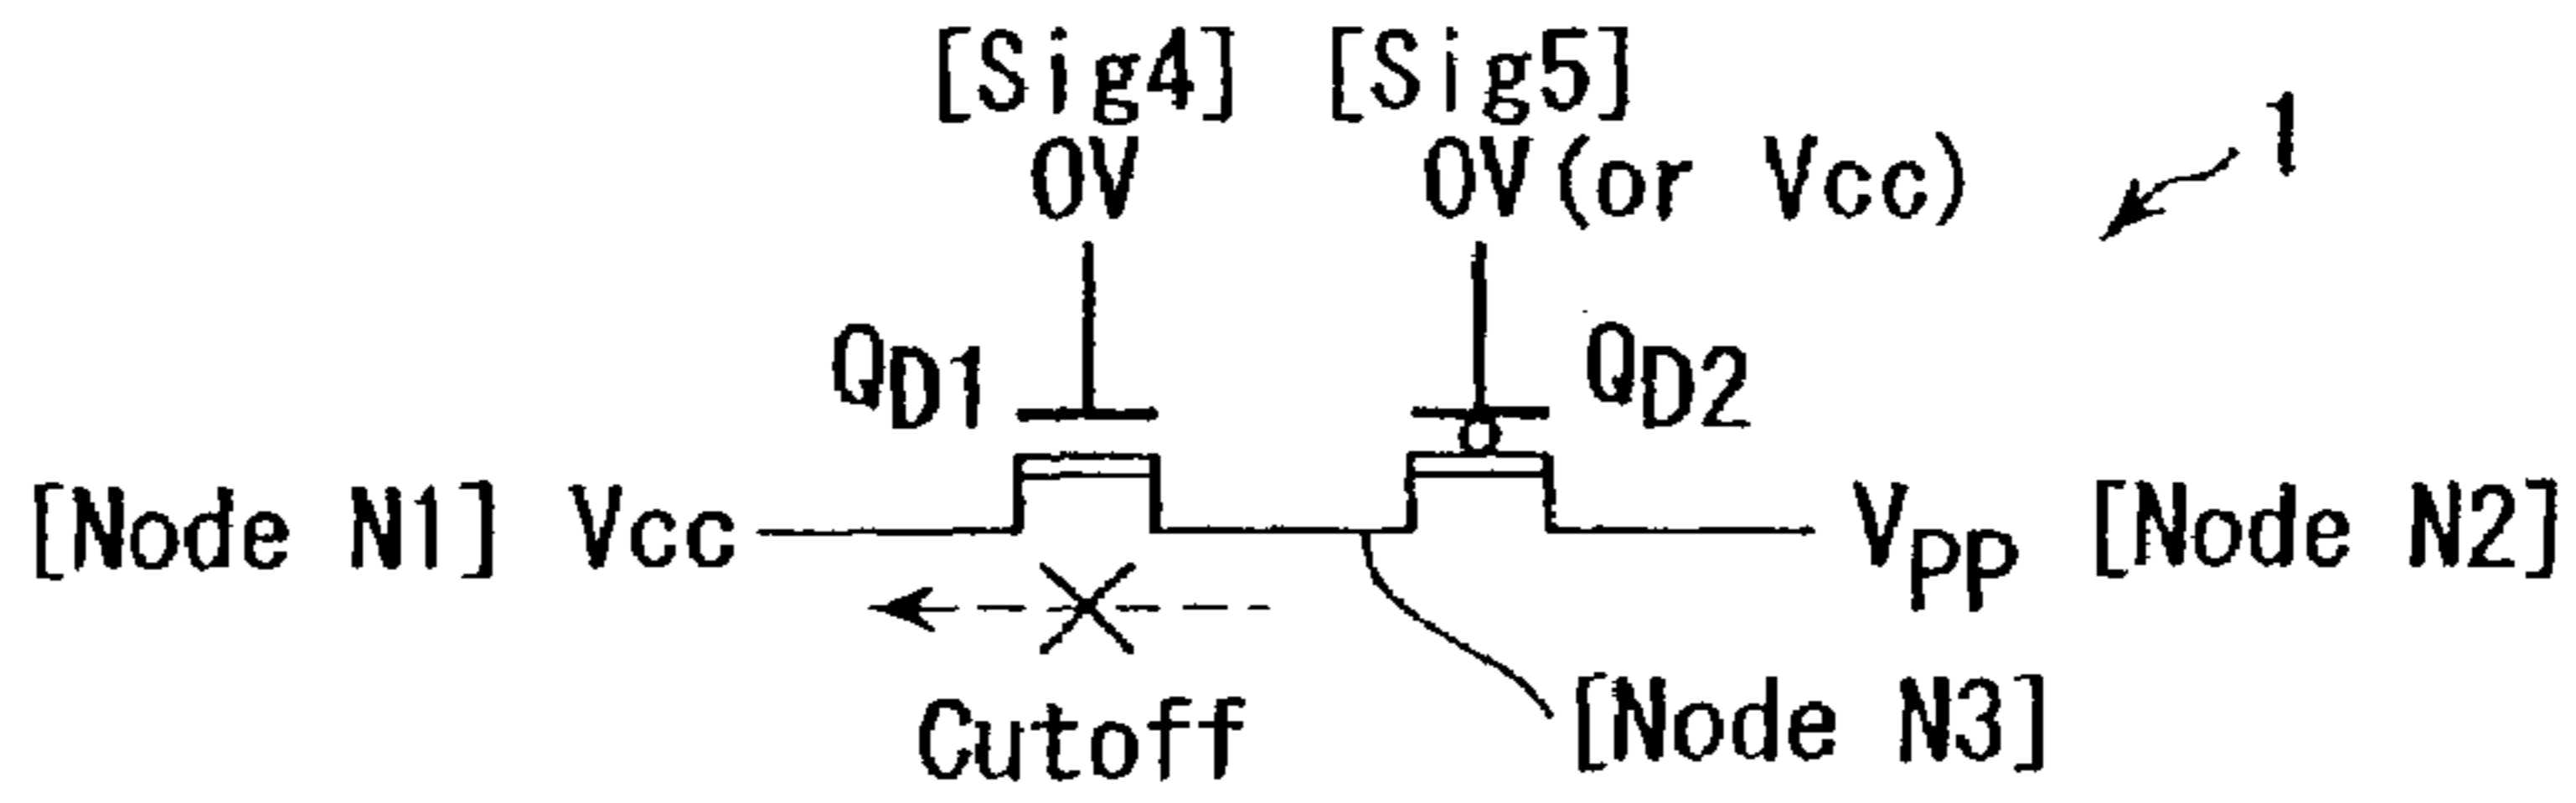 [Sig4] [Sig5]
0V 0V(or Vcc) 1
QD1 QD2
[Node N1] Vcc VPP [Node N2]
Cutoff [Node N3]